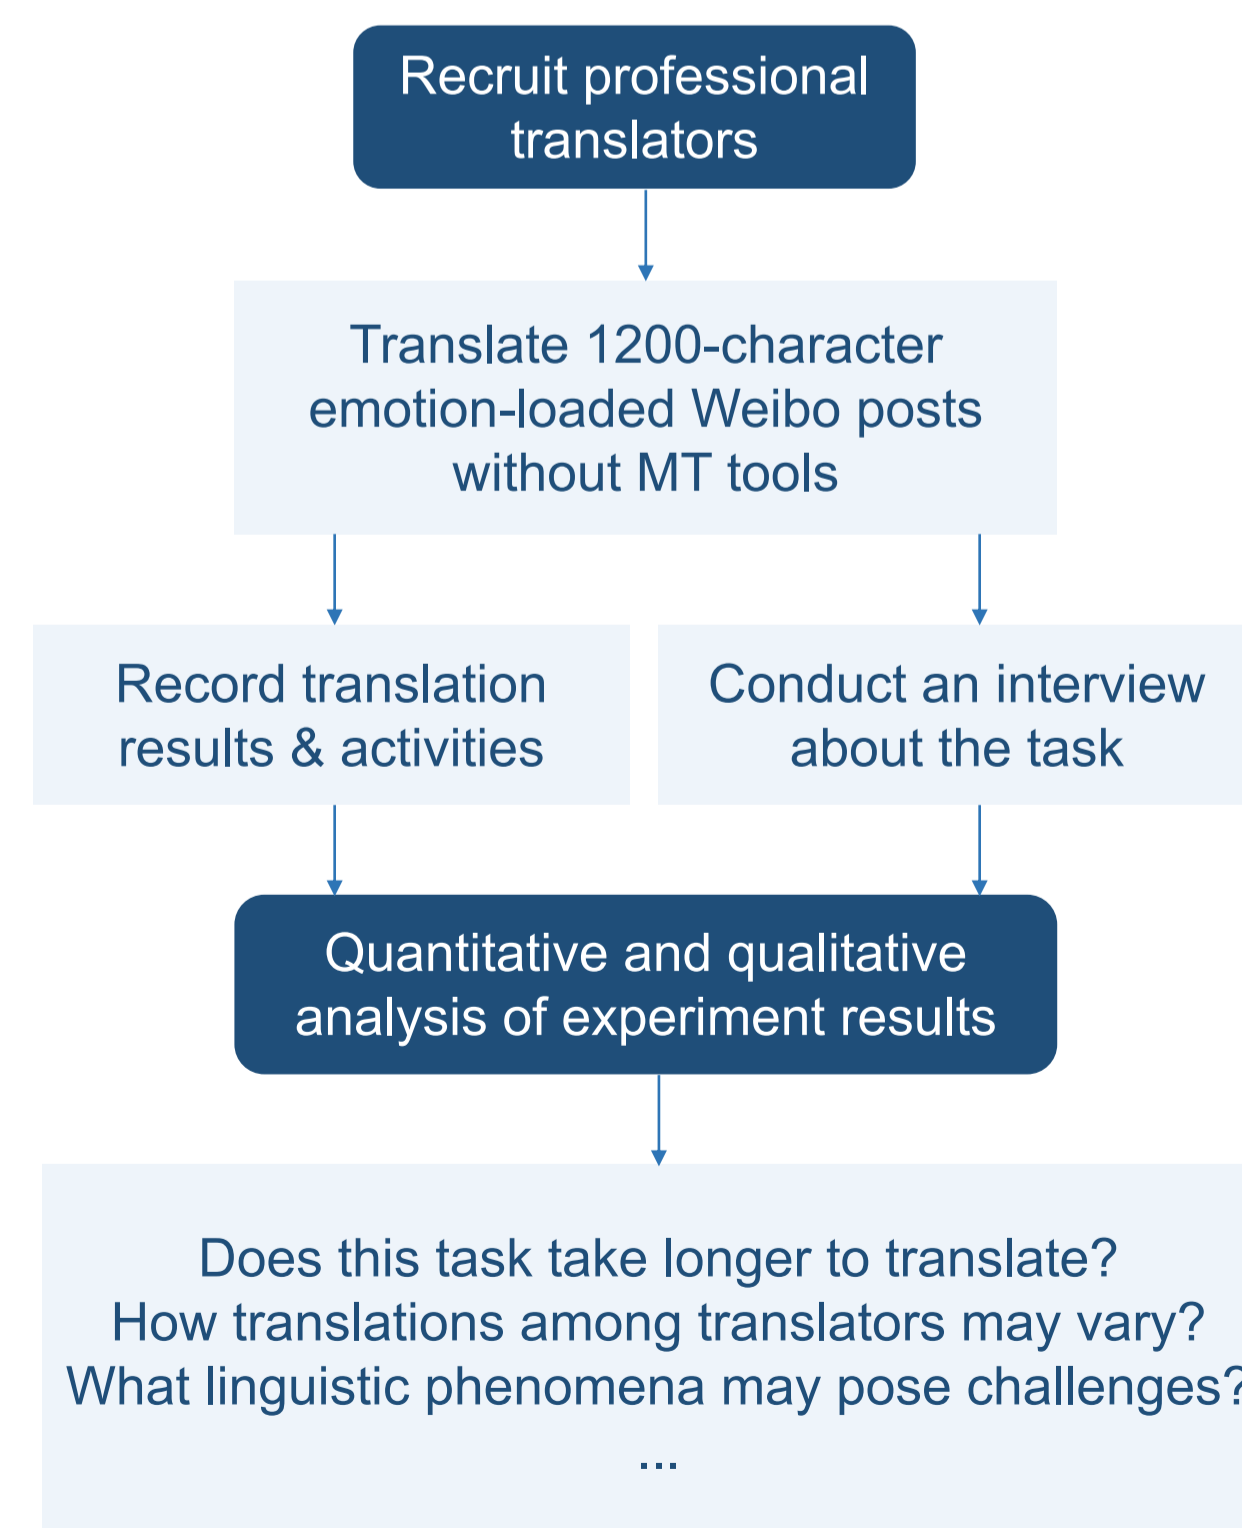 Recruit professional
translators
Translate 1200-character
emotion-loaded Weibo posts
without MT tools
Record translation
results & activities
Conduct an interview
about the task
Quantitative and qualitative
analysis of experiment results
Does this task take longer to translate?
How translations among translators may vary?
What linguistic phenomena may pose challenges?
...